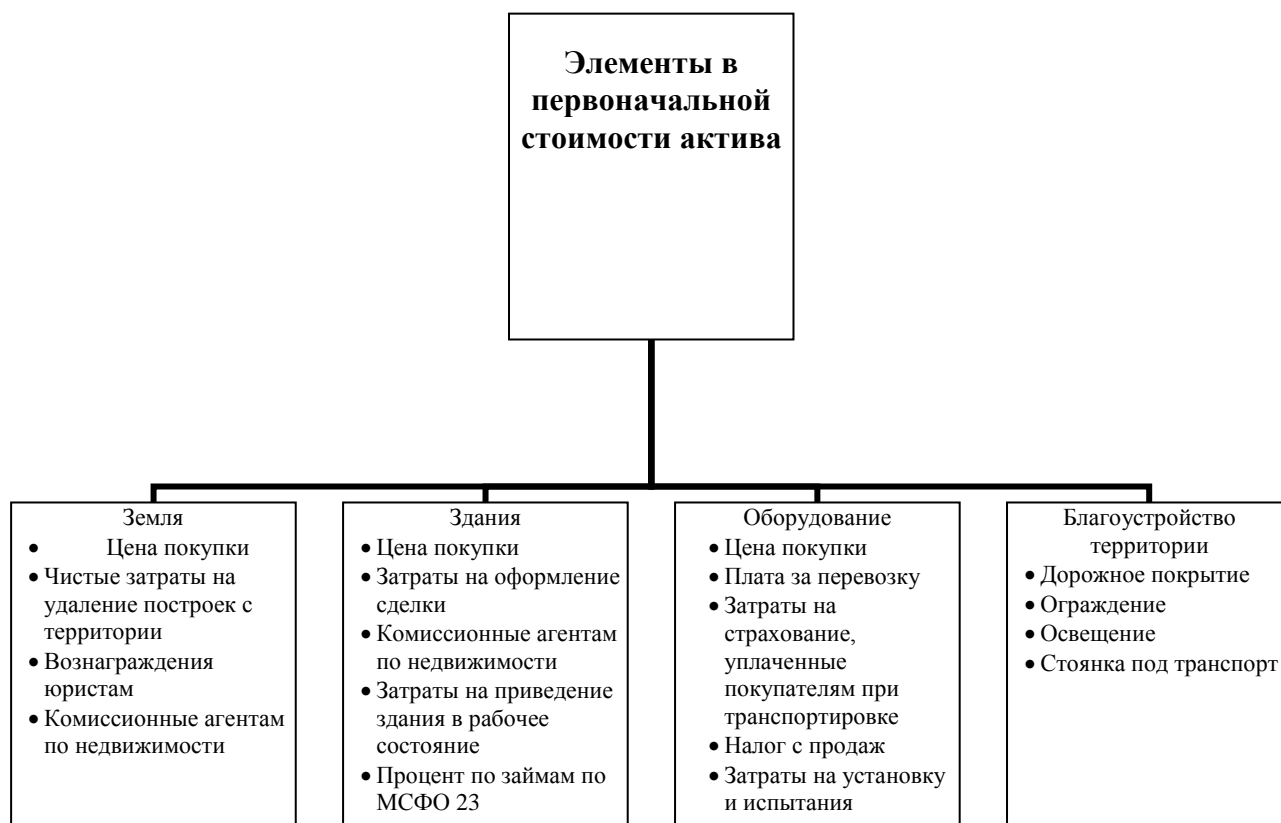 Элементы в
первоначальной
стоимости актива
Земля
• Цена покупки
• Чистые затраты на
удаление построек с
территории
• Вознаграждения
юристам
• Комиссионные агентам
по недвижимости
Здания
• Цена покупки
• Затраты на оформление
сделки
• Комиссионные агентам
по недвижимости
• Затраты на приведение
здания в рабочее
состояние
• Процент по займам по
МСФО 23
Оборудование
• Цена покупки
• Плата за перевозку
• Затраты на
страхование,
уплаченные
покупателям при
транспортировке
• Налог с продаж
• Затраты на установку
и испытания
Благоустройство
территории
• Дорожное покрытие
• Ограждение
• Освещение
• Стоянка под транспорт